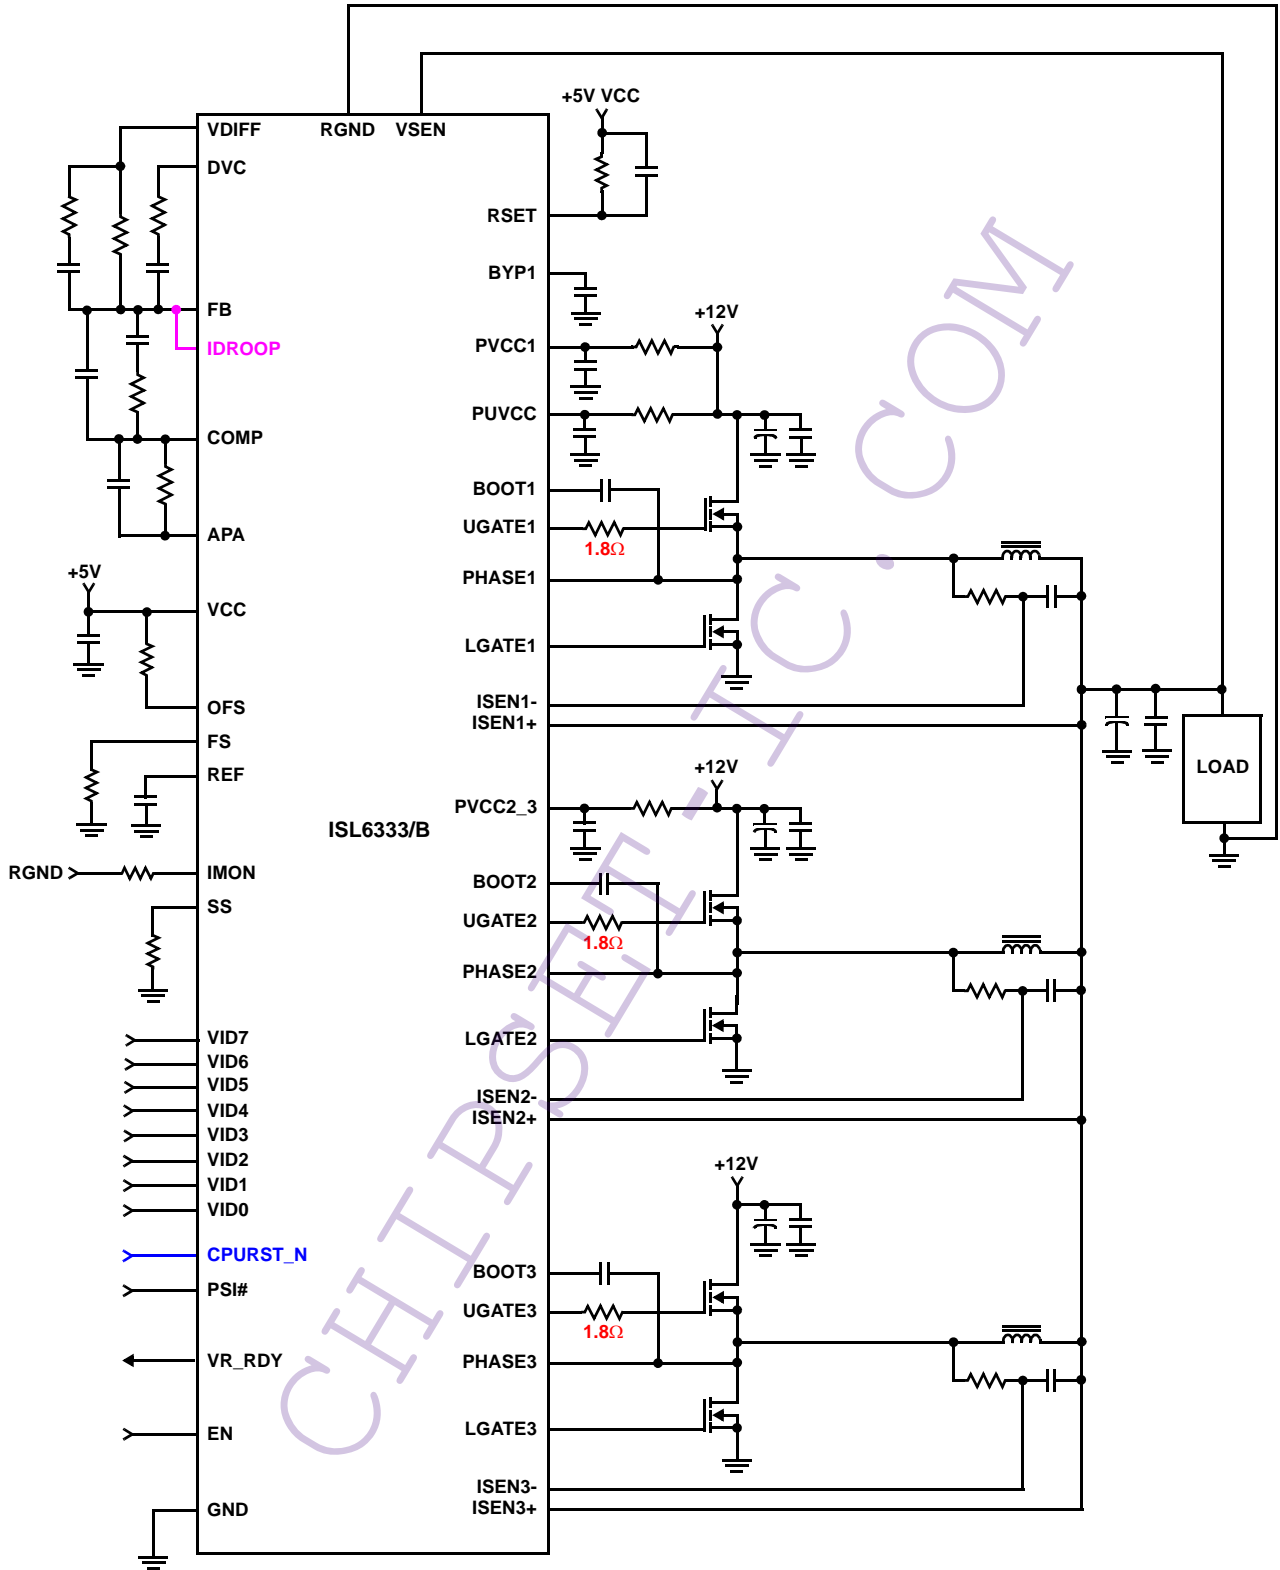 +5V VCC
VDIFF
RGND
VSEN
DVC
RSET
BYP1
+12V
FB
IDROOP
PVCC1
PUVCC
COMP
BOOT1
UGATE1
1.8Ω
APA
+5V
PHASE1
VCC
LGATE1
OFS
ISEN1-
ISEN1+
FS
REF
+12V
LOAD
PVCC2_3
ISL6333/B
RGND
IMON
BOOT2
SS
UGATE2
1.8Ω
PHASE2
VID7
LGATE2
VID6
VID5
ISEN2-
VID4
ISEN2+
VID3
VID2
+12V
VID1
VID0
CPURST_N
BOOT3
PSI#
UGATE3
1.8Ω
VR_RDY
PHASE3
EN
LGATE3
ISEN3-
GND
ISEN3+
CHIPSET-IC.COM